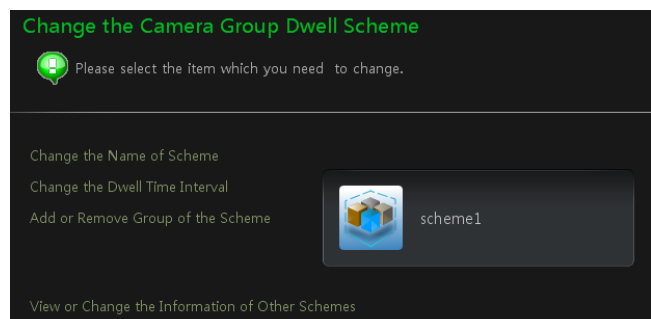 Change the Camera Group Dwell Scheme
Please select the item which you need to change.
Change the Name of Scheme
Change the Dwell Time Interval
Add or Remove Group of the Scheme
scheme1
View or Change the Information of Other Schemes